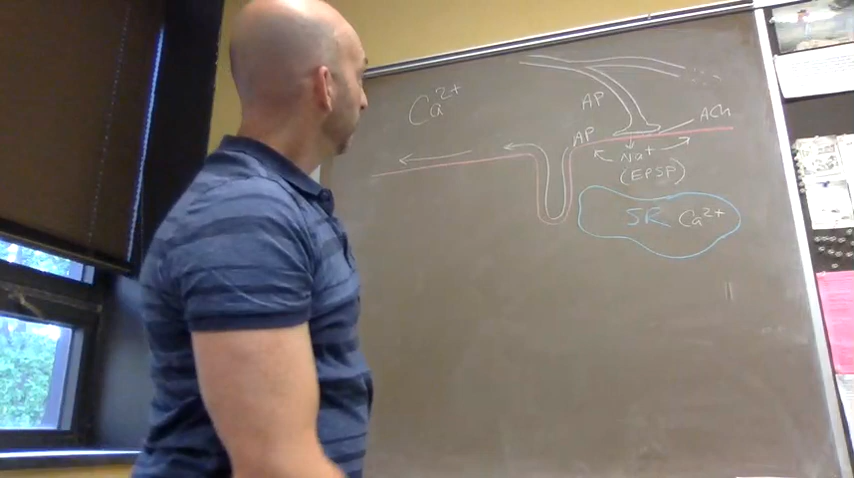 Ca2+
AP
ACh
AP
Na+
(EPSP)
SR Ca2+